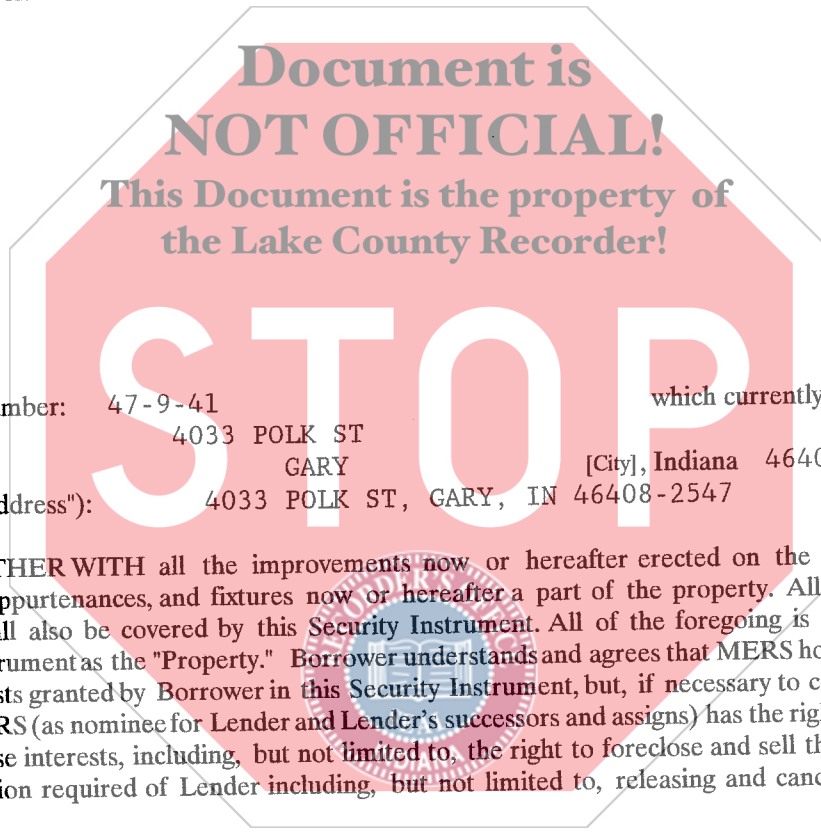 Document is
NOT OFFICIAL!
This Document is the property of
the Lake County Recorder!
STOP
mber: 47-9-41 which currently
4033 POLK ST
GARY [City], Indiana 4640
ddress"): 4033 POLK ST, GARY, IN 46408-2547
THER WITH all the improvements now or hereafter erected on the
ppurtenances, and fixtures now or hereafter a part of the property. All
ll also be covered by this Security Instrument. All of the foregoing is
rument as the "Property." Borrower understands and agrees that MERS ho
sts granted by Borrower in this Security Instrument, but, if necessary to c
RS (as nominee for Lender and Lender's successors and assigns) has the righ
se interests, including, but not limited to, the right to foreclose and sell th
ion required of Lender including, but not limited to, releasing and canc